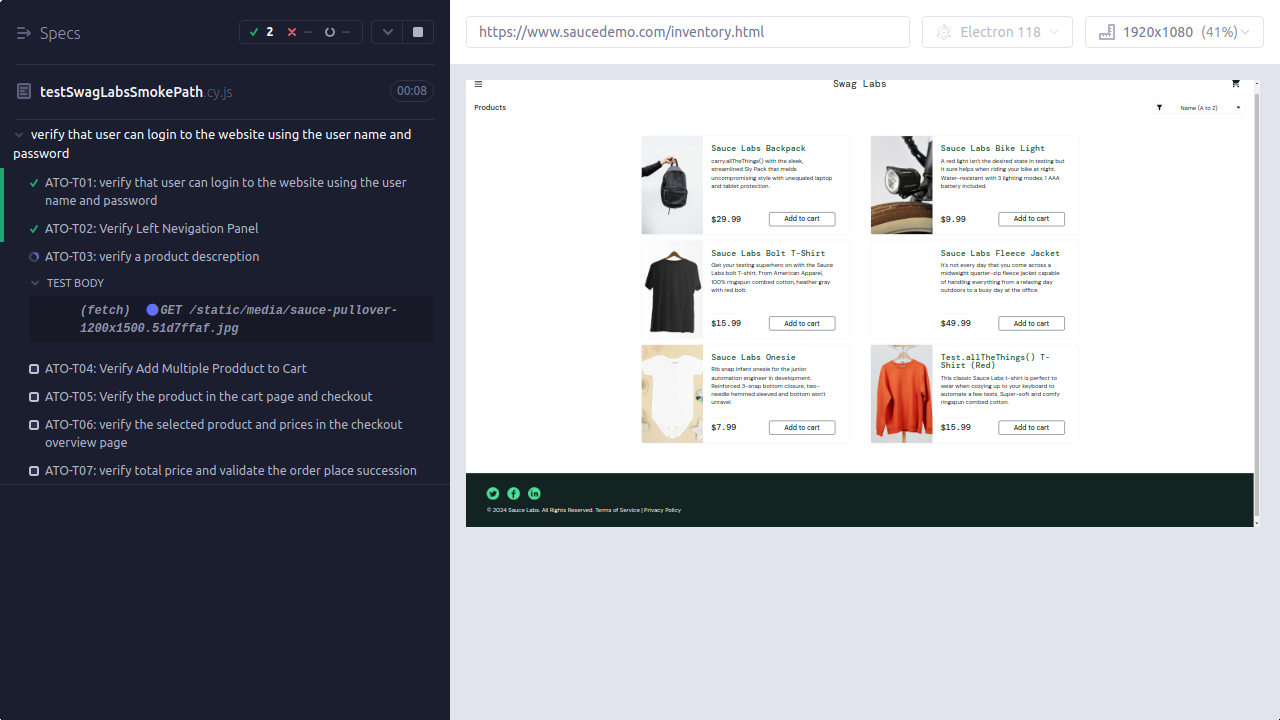 Specs
2
--
--
testSwagLabsSmokePath.cy.js
00:08
verify that user can login to the website using the user name and
password
ATO-T01: verify that user can login to the website using the user
name and password
ATO-T02: Verify Left Nevigation Panel
ATO-T03: verify a product descreption
TEST BODY
(fetch) GET /static/media/sauce-pullover-
1200x1500.51d7ffaf.jpg
ATO-T04: Verify Add Multiple Prodduct to Cart
ATO-T05: verify the product in the cart page and checkout
ATO-T06: verify the selected product and prices in the checkout
overview page
ATO-T07: verify total price and validate the order place succession
https://www.saucedemo.com/inventory.html
Electron 118
1920x1080 (41%)
Swag Labs
Products
Name (A to Z)
Sauce Labs Backpack
carry.allTheThings() with the sleek,
streamlined Sly Pack that melds
uncompromising style with unequaled laptop
and tablet protection.
$29.99
Add to cart
Sauce Labs Bike Light
A red light isn't the desired state in testing but
it sure helps when riding your bike at night.
Water-resistant with 3 lighting modes, 1 AAA
battery included.
$9.99
Add to cart
Sauce Labs Bolt T-Shirt
Get your testing superhero on with the Sauce
Labs bolt T-shirt. From American Apparel,
100% ringspun combed cotton, heather gray
with red bolt.
$15.99
Add to cart
Sauce Labs Fleece Jacket
It's not every day that you come across a
midweight quarter-zip fleece jacket capable
of handling everything from a relaxing day
outdoors to a busy day at the office.
$49.99
Add to cart
Sauce Labs Onesie
Rib snap infant onesie for the junior
automation engineer in development.
Reinforced 3-snap bottom closure, two-
needle hemmed sleeved and bottom won't
unravel.
$7.99
Add to cart
Test.allTheThings() T-
Shirt (Red)
This classic Sauce Labs t-shirt is perfect to
wear when cozying up to your keyboard to
automate a few tests. Super-soft and comfy
ringspun combed cotton.
$15.99
Add to cart
© 2024 Sauce Labs. All Rights Reserved. Terms of Service | Privacy Policy